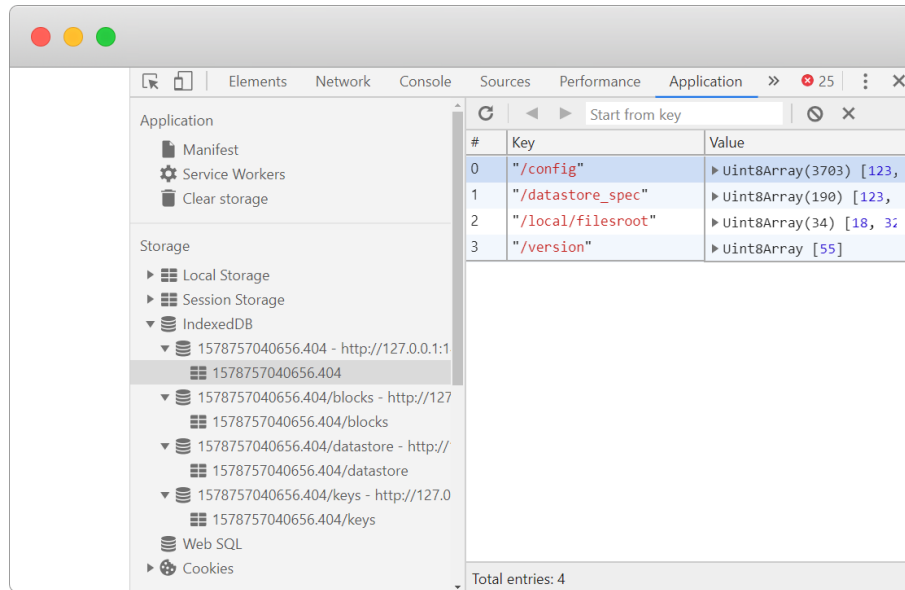 Elements Network Console Sources Performance Application » 25
Application
Manifest
Service Workers
Clear storage
Storage
Local Storage
Session Storage
IndexedDB
1578757040656.404 - http://127.0.0.1:1
1578757040656.404
1578757040656.404/blocks - http://127
1578757040656.404/blocks
1578757040656.404/datastore - http://
1578757040656.404/datastore
1578757040656.404/keys - http://127.0
1578757040656.404/keys
Web SQL
Cookies
Start from key
# Key Value
0 "/config" Uint8Array(3703) [123,
1 "/datastore_spec" Uint8Array(190) [123,
2 "/local/filesroot" Uint8Array(34) [18, 32
3 "/version" Uint8Array [55]
Total entries: 4